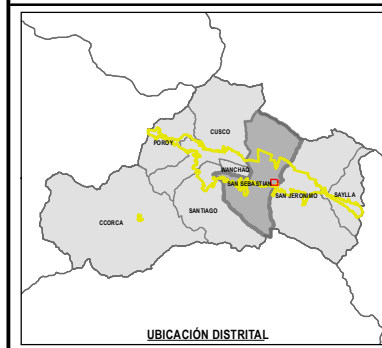 CUSCO
POROY
WANCHAQ
SAN SEBASTIAN
SAYLLA
SAN JERONIMO
SANTIAGO
CCORCA
UBICACIÓN DISTRITAL